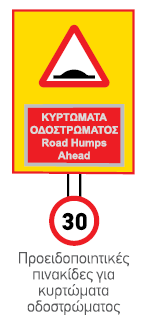 ΚΥΡΤΩΜΑΤΑ
ΟΔΟΣΤΡΩΜΑΤΟΣ
Road Humps
Ahead
30
Προειδοποιητικές
πινακίδες για
κυρτώματα
οδοστρώματος